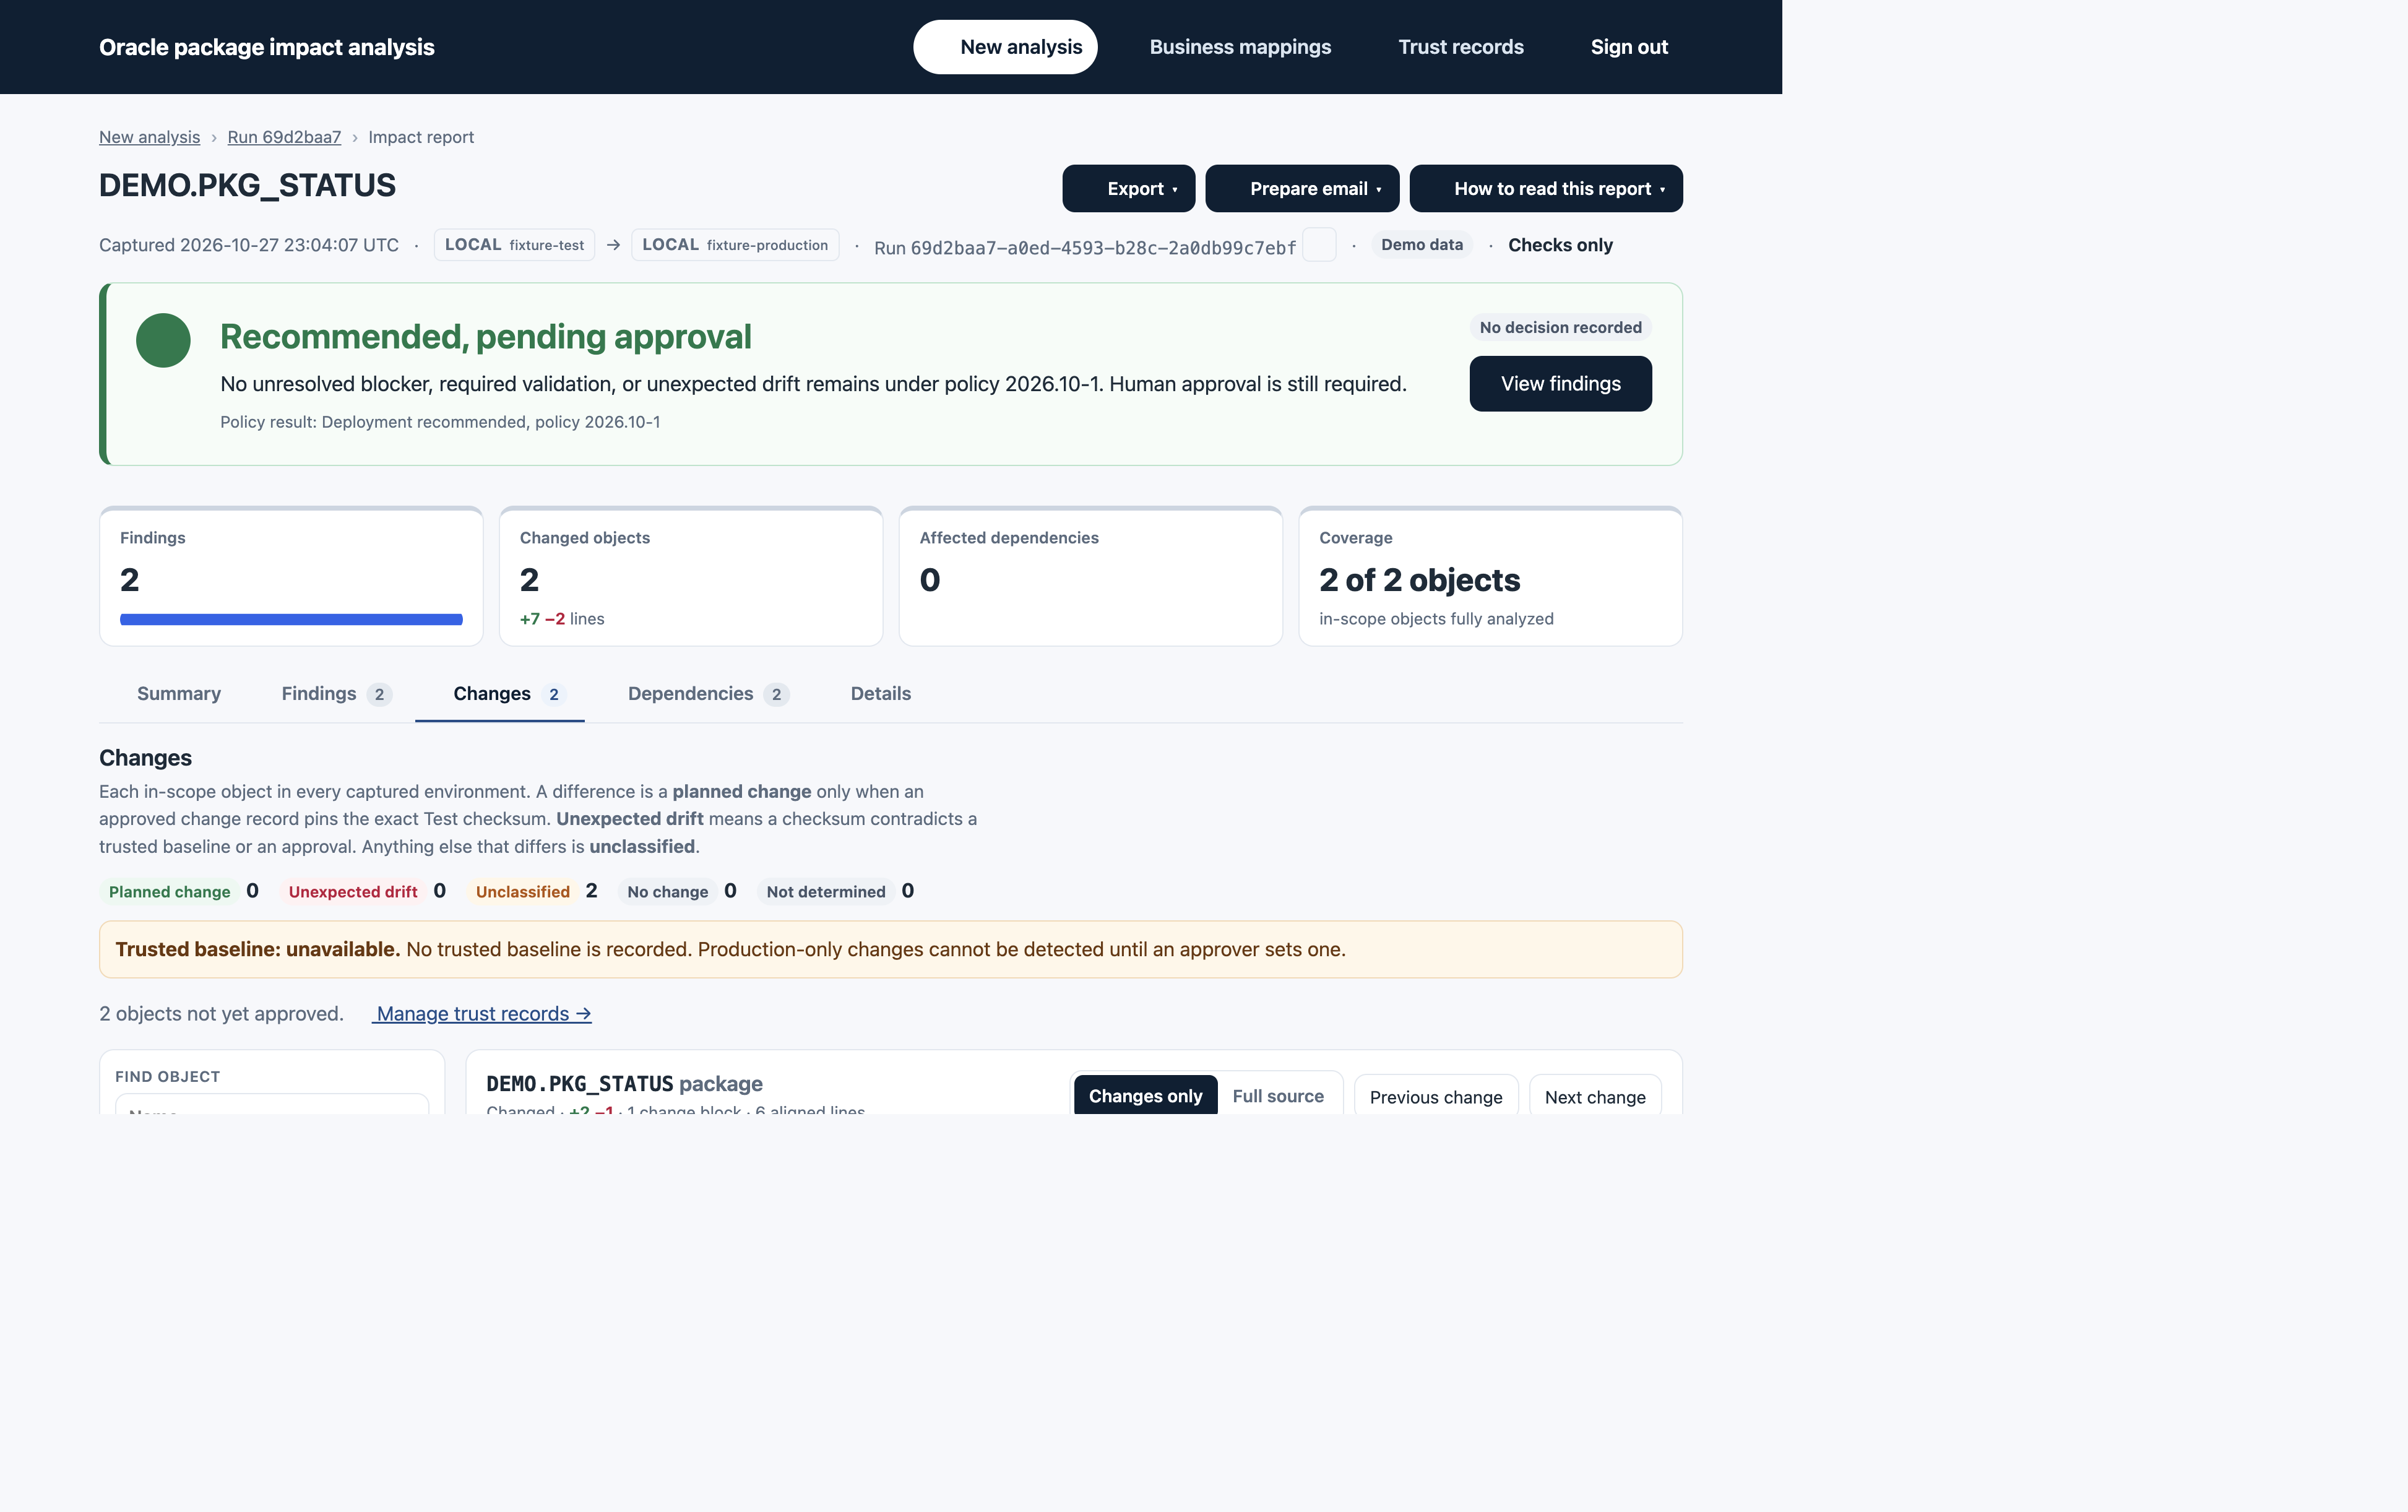 Oracle package impact analysis
New analysis
Business mappings
Trust records
Sign out
New analysis › Run 69d2baa7 › Impact report
DEMO.PKG_STATUS
Export ▾
Prepare email ▾
How to read this report ▾
Captured 2026-10-27 23:04:07 UTC · LOCAL fixture-test → LOCAL fixture-production · Run 69d2baa7-a0ed-4593-b28c-2a0db99c7ebf · Demo data · Checks only
Recommended, pending approval
No unresolved blocker, required validation, or unexpected drift remains under policy 2026.10-1. Human approval is still required.
Policy result: Deployment recommended, policy 2026.10-1
No decision recorded
View findings
Findings
2
Changed objects
2
+7 −2 lines
Affected dependencies
0
Coverage
2 of 2 objects
in-scope objects fully analyzed
Summary
Findings 2
Changes 2
Dependencies 2
Details
Changes
Each in-scope object in every captured environment. A difference is a planned change only when an
approved change record pins the exact Test checksum. Unexpected drift means a checksum contradicts a
trusted baseline or an approval. Anything else that differs is unclassified.
Planned change 0 Unexpected drift 0 Unclassified 2 No change 0 Not determined 0
Trusted baseline: unavailable. No trusted baseline is recorded. Production-only changes cannot be detected until an approver sets one.
2 objects not yet approved. Manage trust records →
FIND OBJECT
Name
DEMO.PKG_STATUS package
Changed · +2 −1 · 1 change block · 6 aligned lines
Changes only
Full source
Previous change
Next change